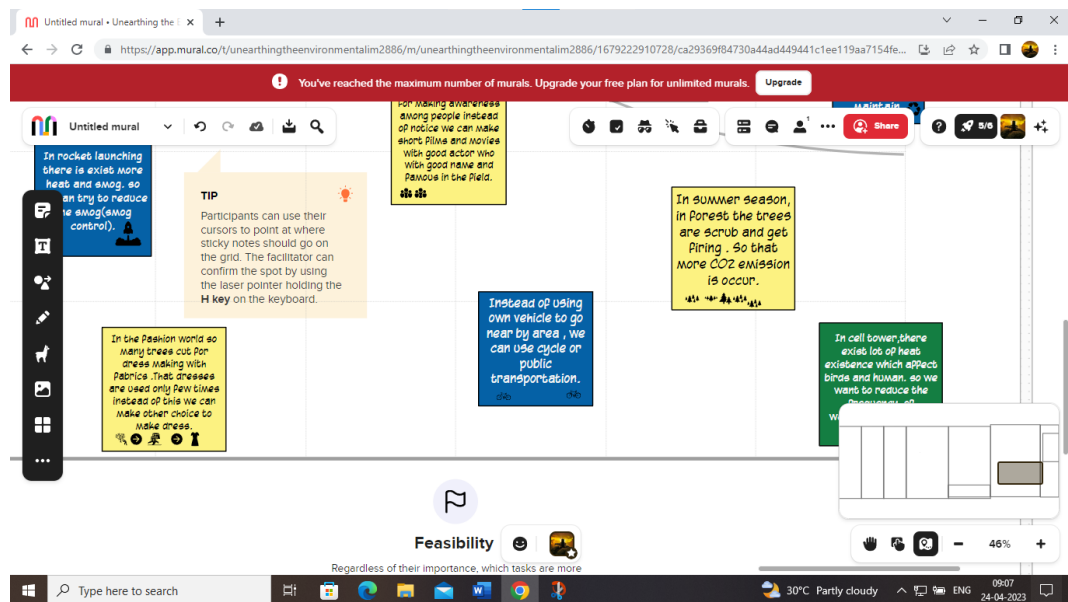 Untitled mural • Unearthing the
https://app.mural.co/t/unearthingtheenvironmentalim2886/m/unearthingtheenvironmentalim2886/1679222910728/ca29369f84730a44ad449441c1ee119aa7154fe...
You've reached the maximum number of murals. Upgrade your free plan for unlimited murals.
Upgrade
Untitled mural
1
Share
5/6
maintain
For making awareness
among people instead
of notice we can make
short films and movies
with good actor who
with good name and
famous in the field.
In rocket launching
there is exist more
heat and smog. so
an try to reduce
e smog(smog
control).
TIP
Participants can use their
cursors to point at where
sticky notes should go on
the grid. The facilitator can
confirm the spot by using
the laser pointer holding the
H key on the keyboard.
In summer season,
in forest the trees
are scrub and get
firing . So that
more CO2 emission
is occur.
Instead of using
own vehicle to go
near by area , we
can use cycle or
public
transportation.
In the fashion world so
many trees cut for
dress making with
fabrics .That dresses
are used only few times
instead of this we can
make other choice to
make dress.
In cell tower,there
exist lot of heat
existence which affect
birds and human. so we
want to reduce the
frequency of
Feasibility
Regardless of their importance, which tasks are more
46%
Type here to search
30°C Partly cloudy
ENG
09:07
24-04-2023